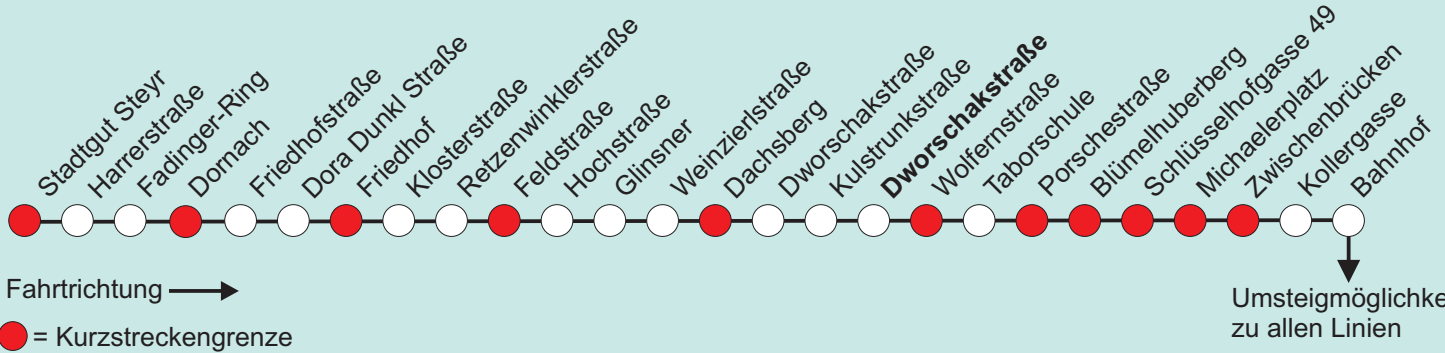 Stadtgut Steyr
Harrerstraße
Fadinger-Ring
Dornach
Friedhofstraße
Dora Dunkl Straße
Friedhof
Klosterstraße
Retzenwinklerstraße
Feldstraße
Hochstraße
Glinsner
Weinzierlstraße
Dachsberg
Dworschakstraße
Kulstrunkstraße
Dworschakstraße
Wolfernstraße
Taborschule
Porschestraße
Blümelhuberberg
Schlüsselhofgasse 49
Michaelerplatz
Zwischenbrücken
Kollergasse
Bahnhof
Fahrtrichtung
= Kurzstreckengrenze
Umsteigmöglichke
zu allen Linien